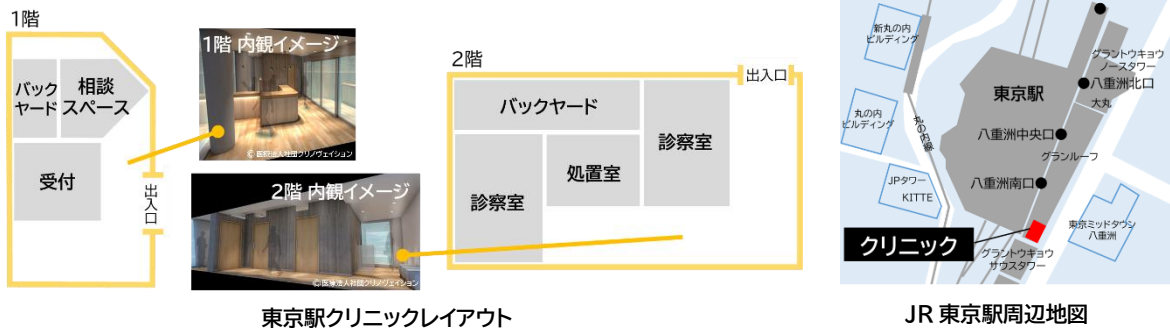 1階
バック
ヤード
相談
スペース
受付
出入口
1階 内観イメージ
© 医療法人社団クリノヴェイション
2階 内観イメージ
© 医療法人社団クリノヴェイション
2階
出入口
バックヤード
診察室
処置室
診察室
東京駅クリニックレイアウト
新丸の内
ビルディング
丸の内
ビルディング
丸の内線
JPタワー
KITTE
東京駅
グラントウキョウ
ノースタワー
八重洲北口
大丸
八重洲中央口
グランルーフ
八重洲南口
東京ミッドタウン
八重洲
クリニック
グラントウキョウ
サウスタワー
JR 東京駅周辺地図